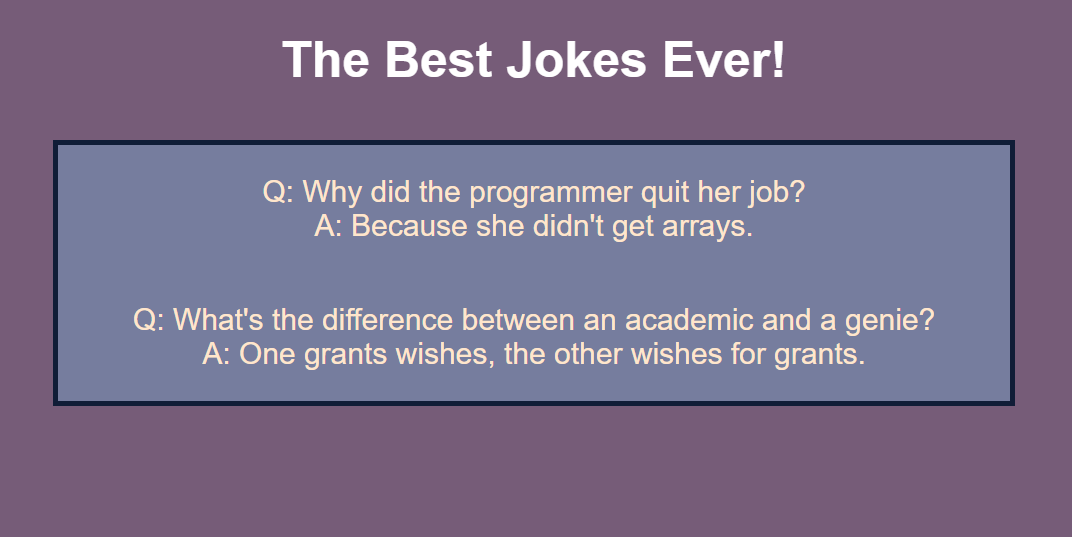 The Best Jokes Ever!
Q: Why did the programmer quit her job?
A: Because she didn't get arrays.
Q: What's the difference between an academic and a genie?
A: One grants wishes, the other wishes for grants.